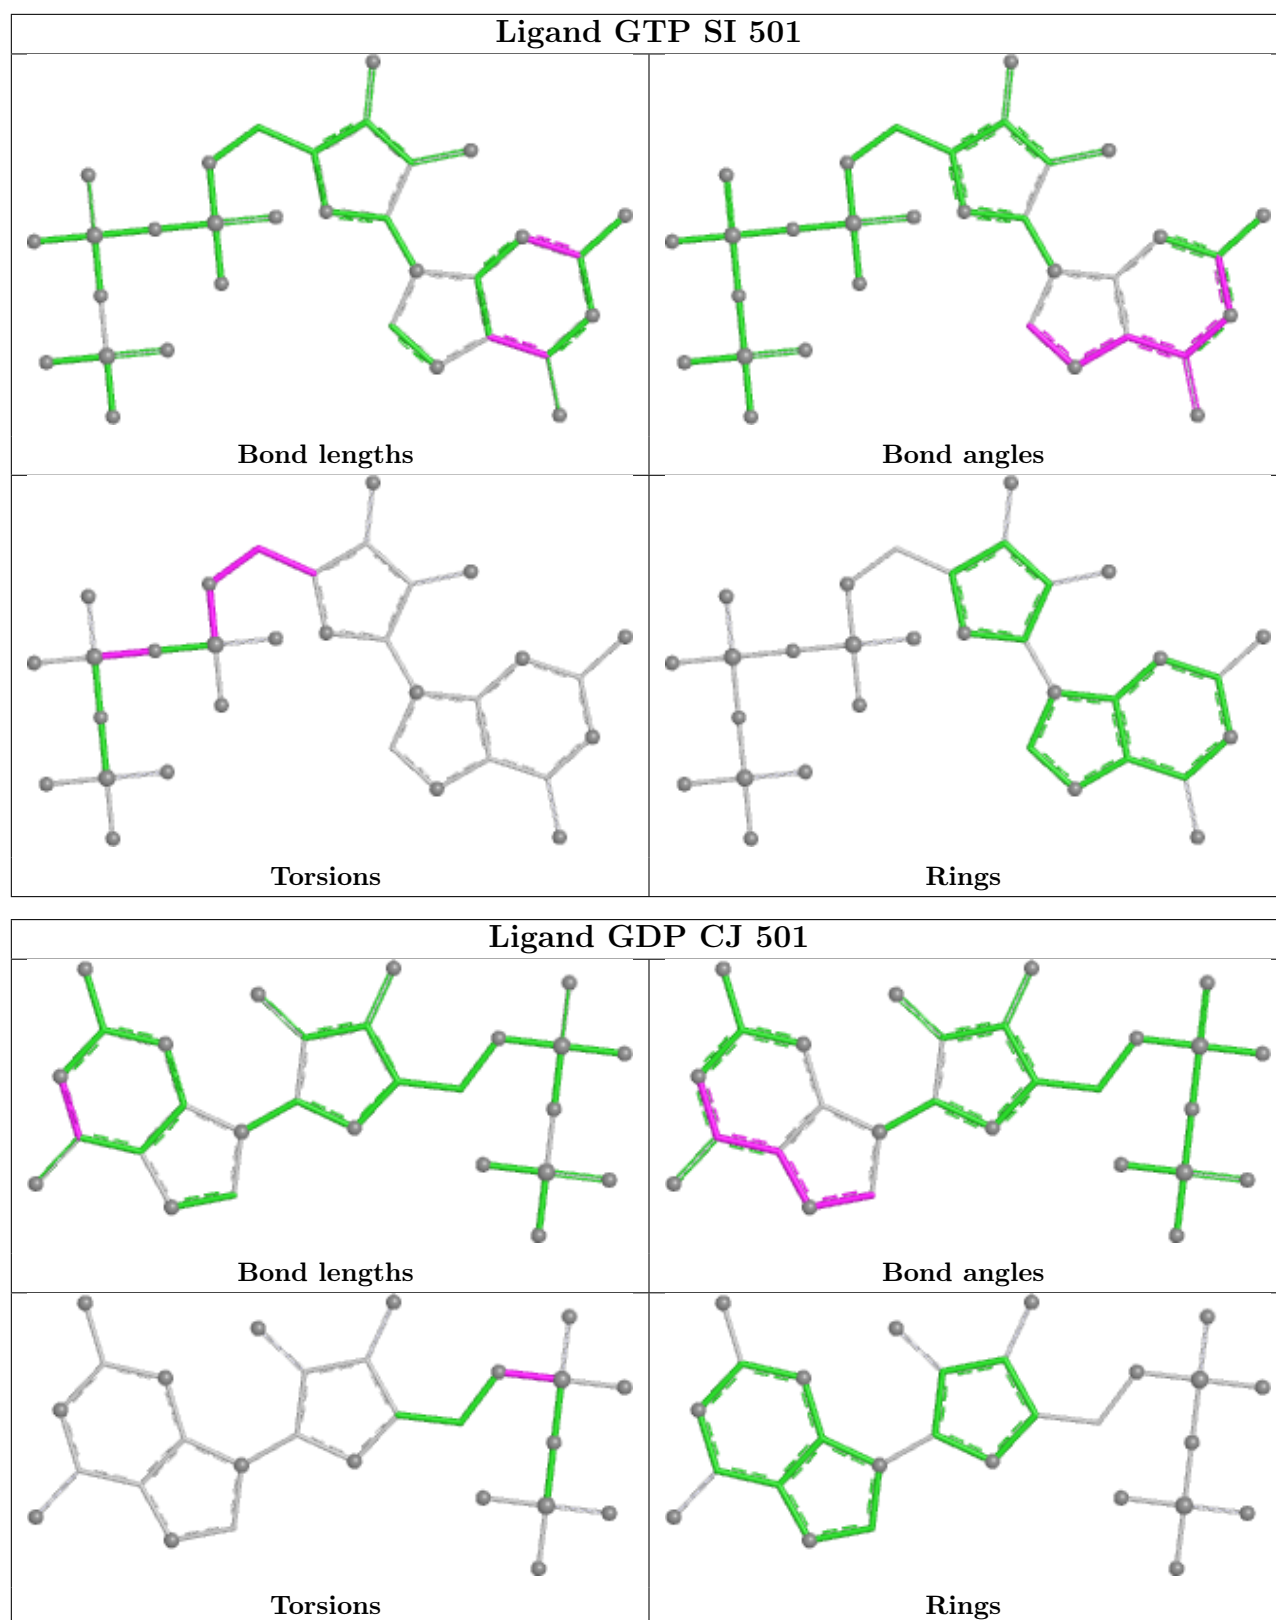 Ligand GTP SI 501
Bond lengths
Bond angles
Torsions
Rings
Ligand GDP CJ 501
Bond lengths
Bond angles
Torsions
Rings